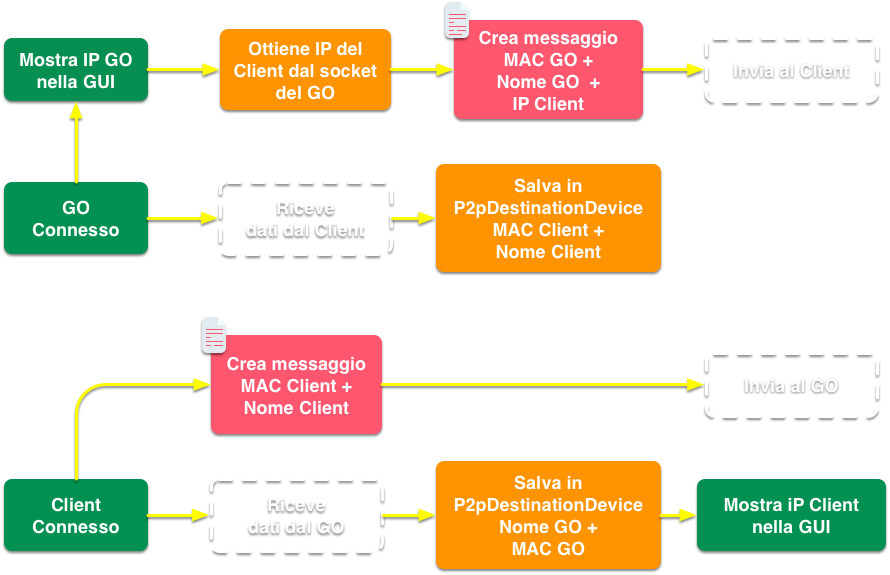 Mostra IP GO
nella GUI
Ottiene IP del
Client dal socket
del GO
Crea messaggio
MAC GO +
Nome GO +
IP Client
Invia al Client
GO
Connesso
Riceve
dati dal Client
Salva in
P2pDestinationDevice
MAC Client +
Nome Client
Crea messaggio
MAC Client +
Nome Client
Invia al GO
Client
Connesso
Riceve
dati dal GO
Salva in
P2pDestinationDevice
Nome GO +
MAC GO
Mostra iP Client
nella GUI